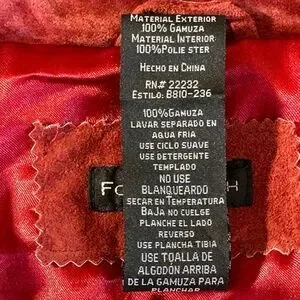 Material Exterior
100% Gamuza
Material Interior
100%Polie ster
Hecho en China
RN# 22232
Estilo: B810-236
100%Gamuza
Lavar separado en
agua fria
use ciclo suave
use detergente
templado
No use
blanqueardo
secar en Temperatura
BaJa no cuelge
Planche el lado
reverso
use plancha tibia
use toalla de
algodón arriba
de la gamuza para
planchar